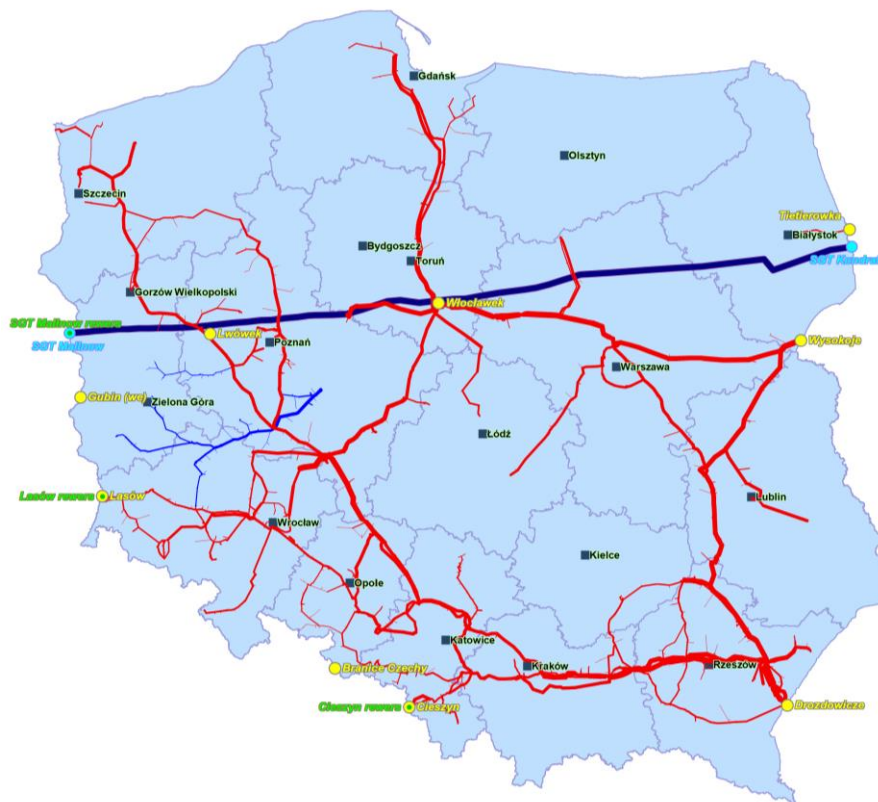 Gdańsk
Olsztyn
Szczecin
Tietierowka
Białystok
Bydgoszcz
SGT Kondrat
Toruń
Gorzów Wielkopolski
Włocławek
SGT Mallnow rewers
Lwówek
SGT Mallnow
Poznań
Wysokoje
Warszawa
Gubin (we)
Zielona Góra
Łódź
Lasów rewers
Lasów
Lublin
Wrocław
Kielce
Opole
Katowice
Branice Czechy
Kraków
Rzeszów
Cieszyn rewers
Cieszyn
Drozdowicze